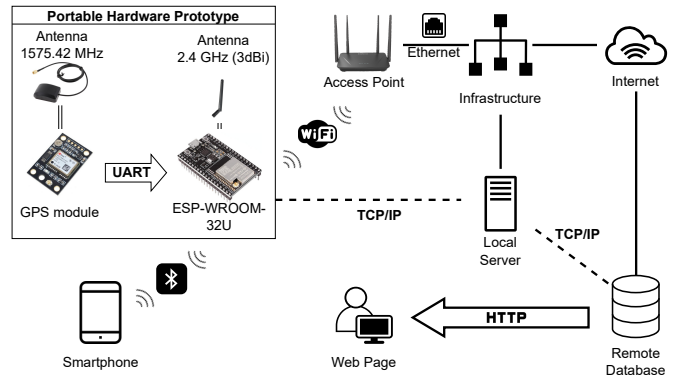 Portable Hardware Prototype
Antenna
1575.42 MHz
Antenna
2.4 GHz (3dBi)
Ethernet
Access Point
Infrastructure
Internet
WiFi
UART
GPS module
ESP-WROOM-
32U
TCP/IP
Local
Server
TCP/IP
HTTP
Smartphone
Web Page
Remote
Database